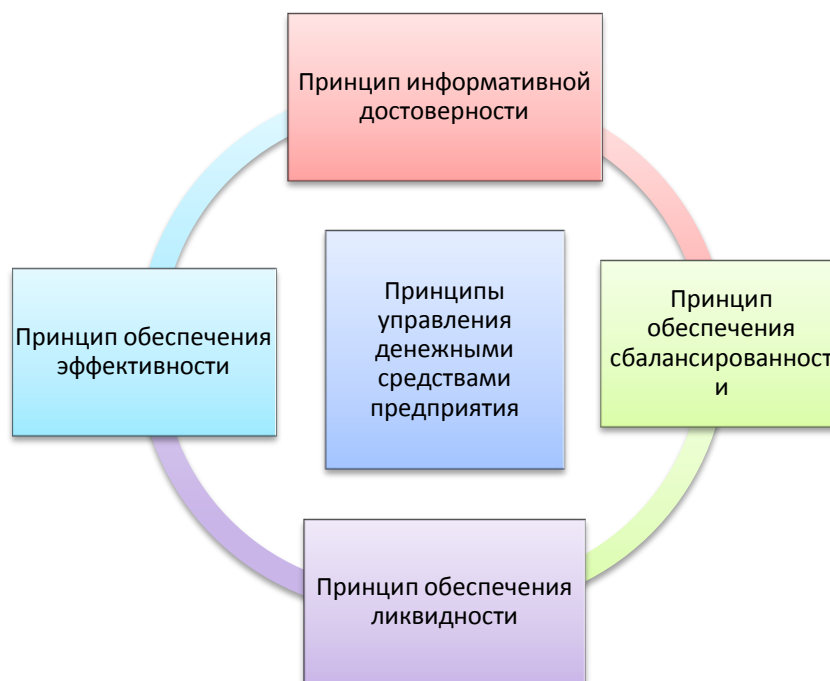 Принцип информативной
достоверности
Принципы
управления
денежными
средствами
предприятия
Принцип
обеспечения
сбалансированност
и
Принцип обеспечения
эффективности
Принцип обеспечения
ликвидности